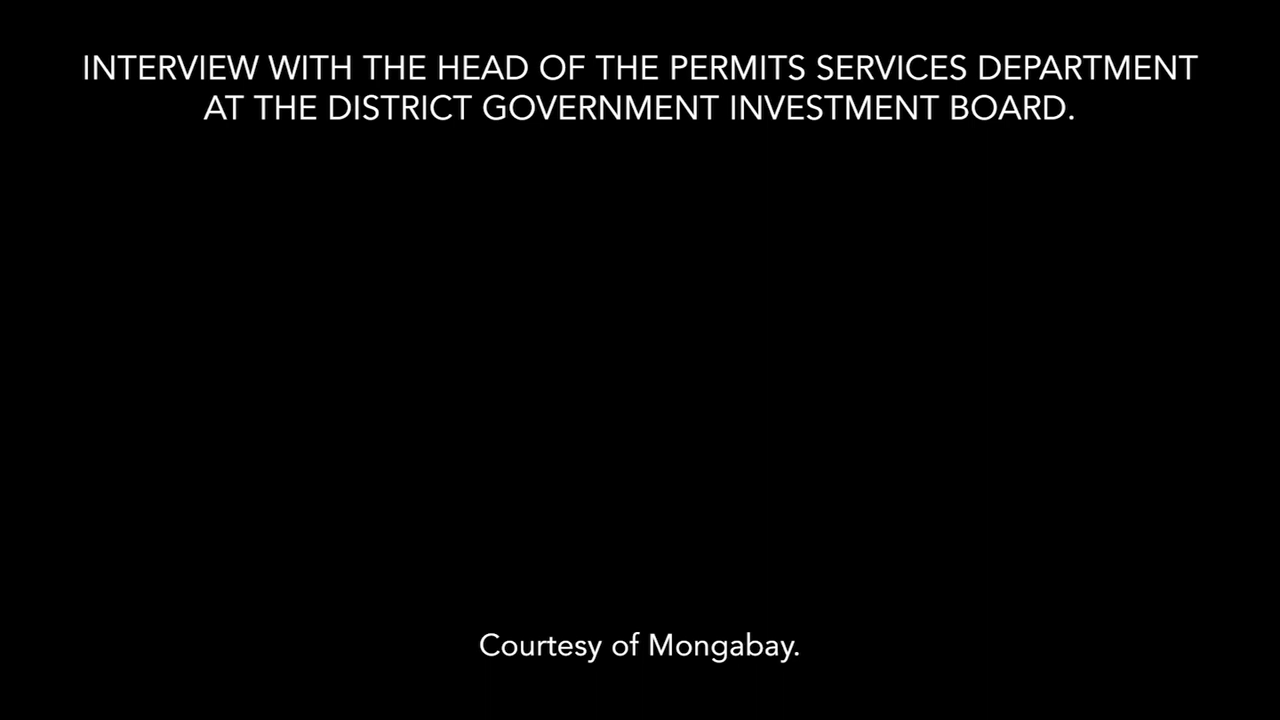 INTERVIEW WITH THE HEAD OF THE PERMITS SERVICES DEPARTMENT
AT THE DISTRICT GOVERNMENT INVESTMENT BOARD.
Courtesy of Mongabay.